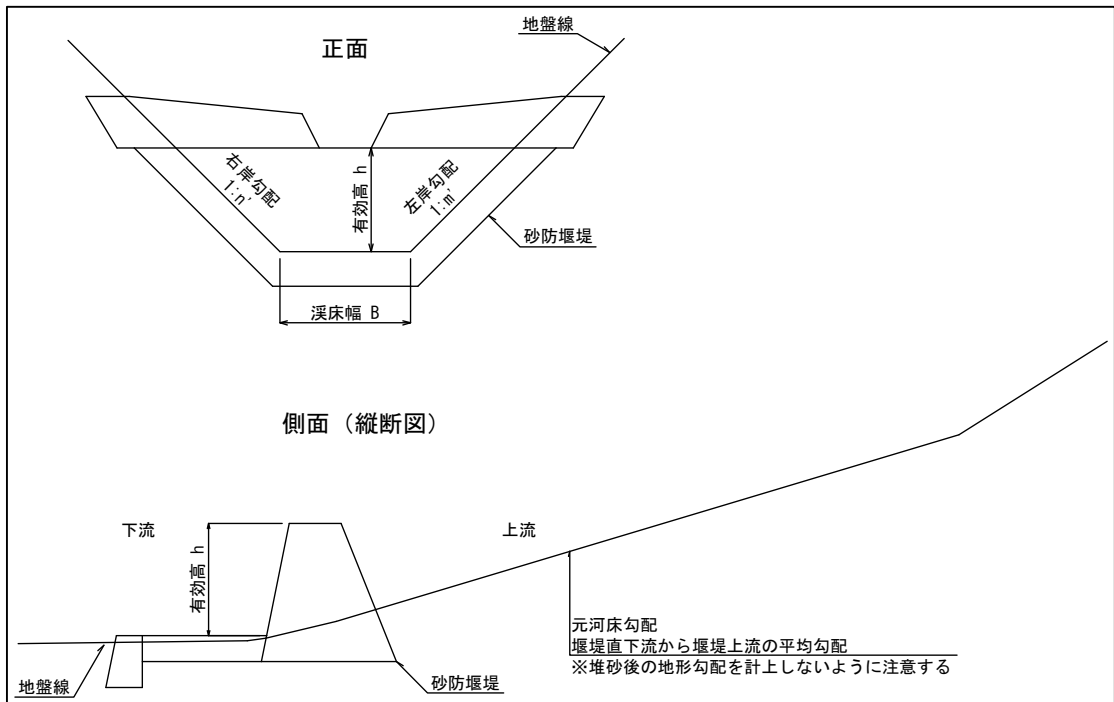 地盤線
正面
右岸勾配
1:n'
有効高 h
左岸勾配
1:m'
砂防堰堤
渓床幅 B
側面（縦断図）
下流
上流
有効高 h
元河床勾配
堰堤直下流から堰堤上流の平均勾配
※堆砂後の地形勾配を計上しないように注意する
地盤線
砂防堰堤